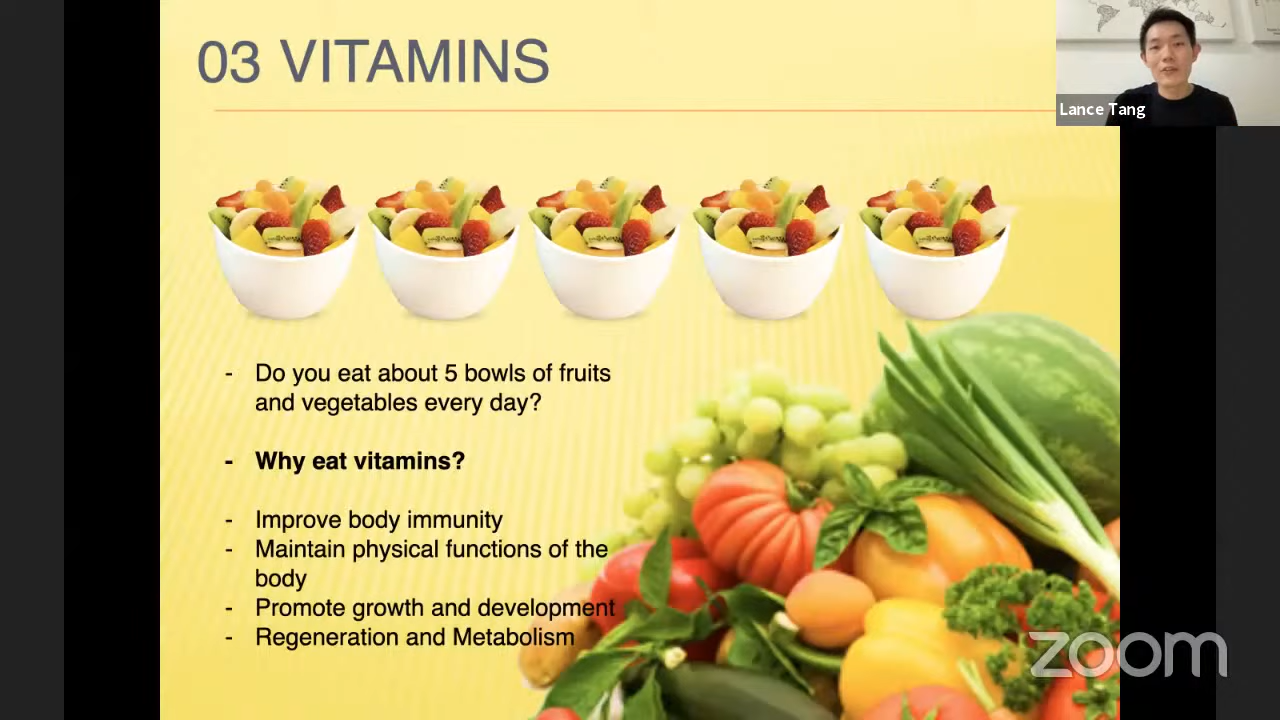 03 VITAMINS
Lance Tang
- Do you eat about 5 bowls of fruits
and vegetables every day?
- Why eat vitamins?
- Improve body immunity
- Maintain physical functions of the
body
- Promote growth and development
- Regeneration and Metabolism
zoom